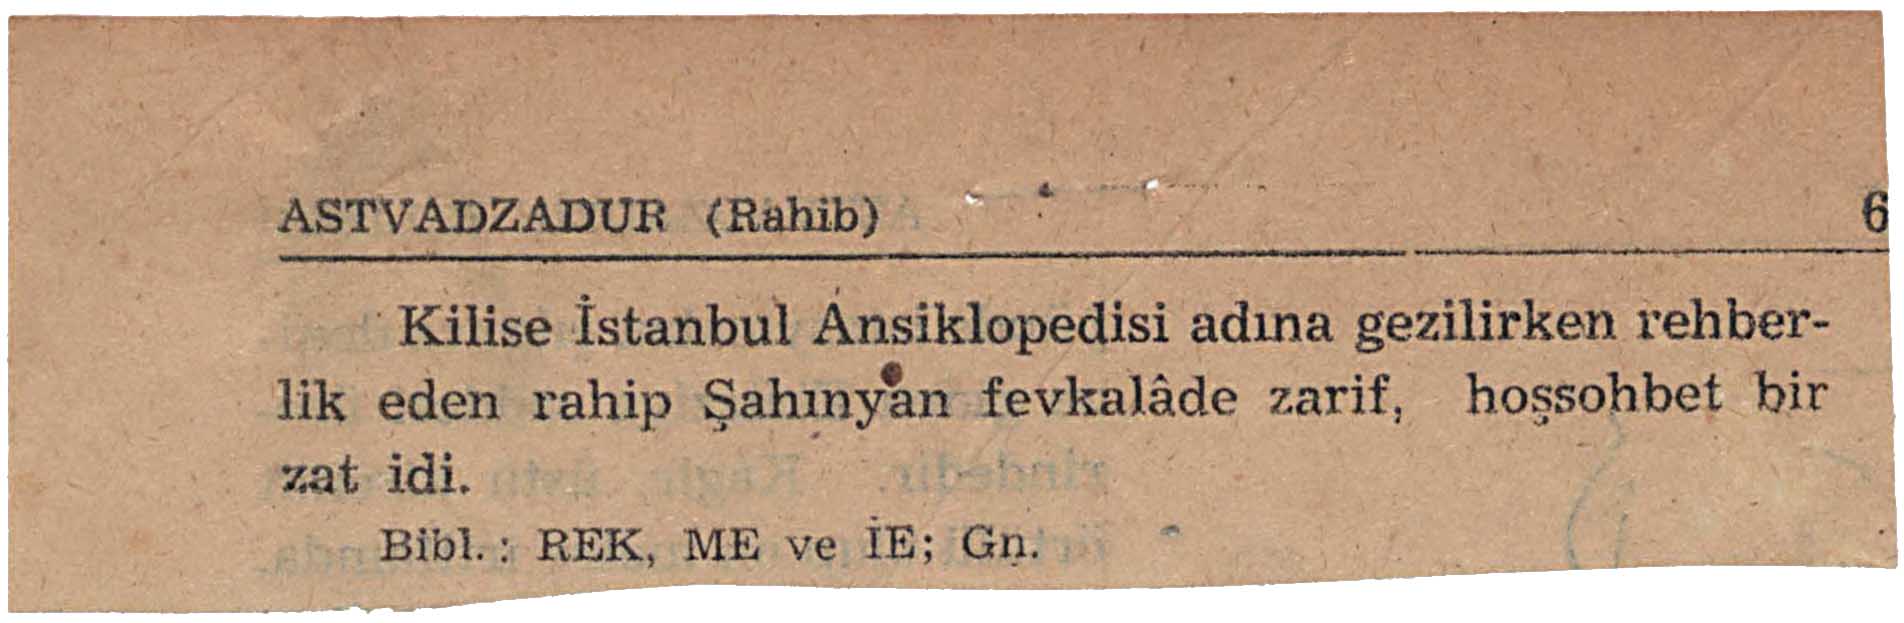 ASTVADZADUR (Rahib) 6
Kilise İstanbul Ansiklopedisi adına gezilirken rehber-
lik eden rahip Şahınyan fevkalâde zarif, hoşsohbet bir
zat idi.
Bibl.: REK, ME ve İE; Gn.